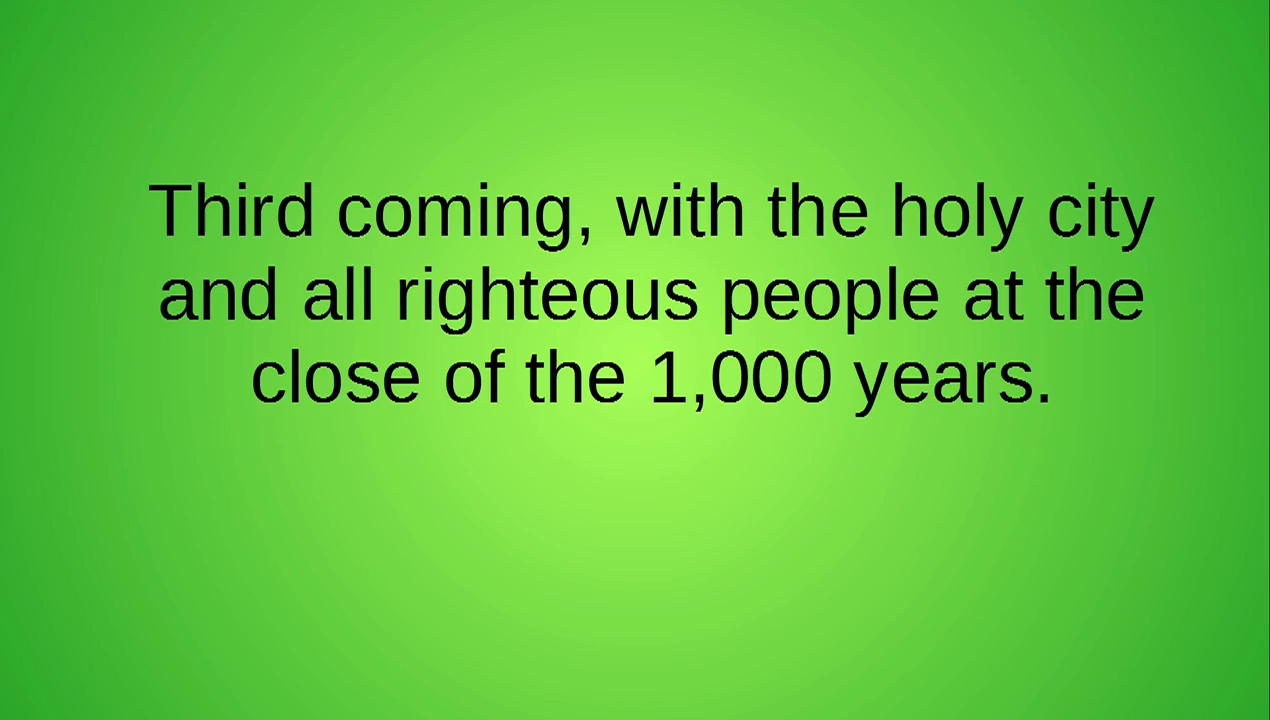 Third coming, with the holy city
and all righteous people at the
close of the 1,000 years.